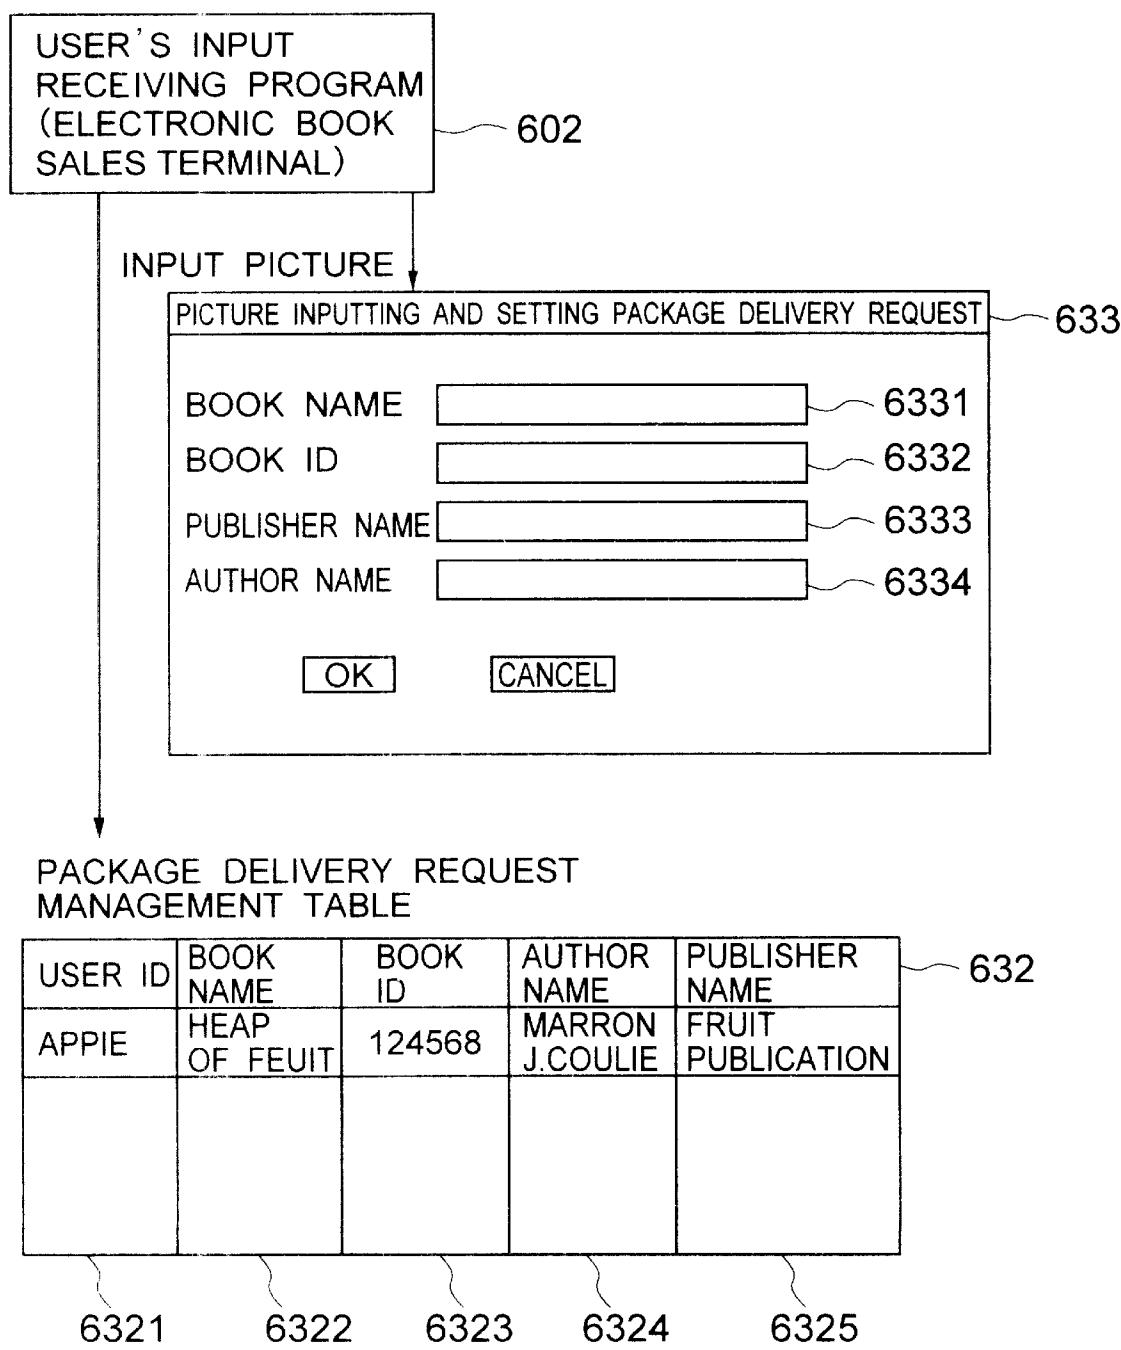 USER'S INPUT
RECEIVING PROGRAM
(ELECTRONIC BOOK
SALES TERMINAL)
602
INPUT PICTURE
PICTURE INPUTTING AND SETTING PACKAGE DELIVERY REQUEST
633
BOOK NAME
6331
BOOK ID
6332
PUBLISHER NAME
6333
AUTHOR NAME
6334
OK
CANCEL
PACKAGE DELIVERY REQUEST
MANAGEMENT TABLE
USER ID
BOOK
NAME
BOOK
ID
AUTHOR
NAME
PUBLISHER
NAME
632
APPIE
HEAP
OF FEUIT
124568
MARRON
J.COULIE
FRUIT
PUBLICATION
6321
6322
6323
6324
6325